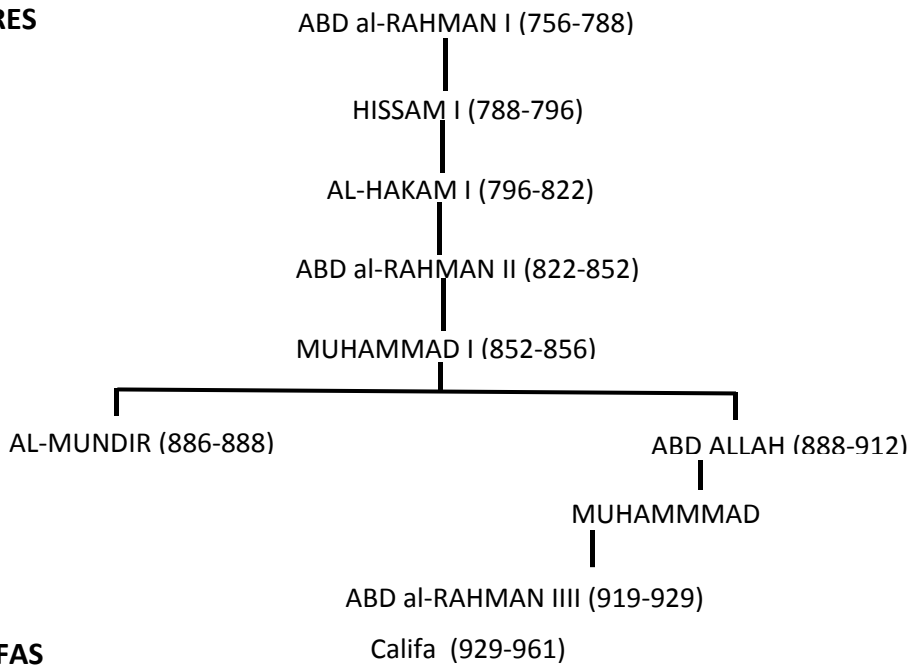 RES
ABD al-RAHMAN I (756-788)
HISSAM I (788-796)
AL-HAKAM I (796-822)
ABD al-RAHMAN II (822-852)
MUHAMMAD I (852-856)
AL-MUNDIR (886-888)
ABD ALLAH (888-912)
MUHAMMMAD
ABD al-RAHMAN IIII (919-929)
Califa (929-961)
FAS